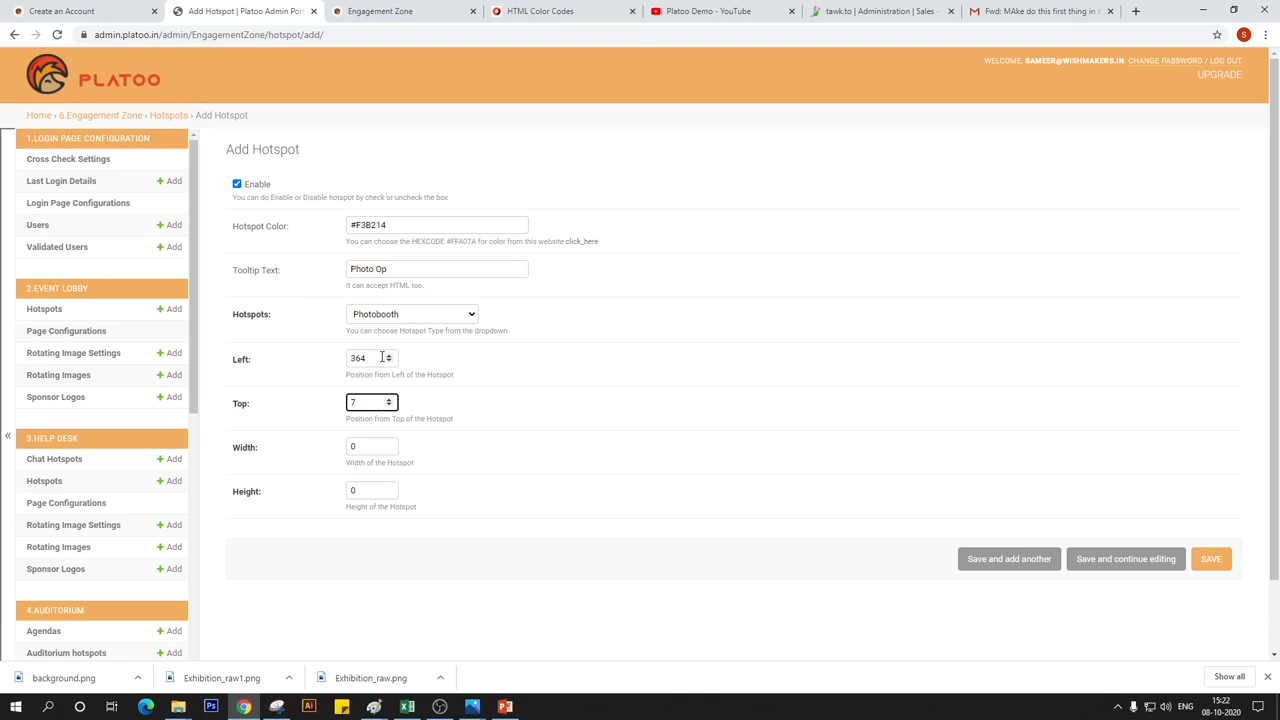 Create an Account
Add Hotspot | Platoo Admin Port
Engagement Zone
HTML Color Codes
Platoo Demo - YouTube
tawk.to | Administration | Sales -
Fwd: MAke do this first thing in t
admin.platoo.in/admin/EngagementZone/hotspot/add/
S
PLATOO
WELCOME, SAMEER@WISHMAKERS.IN. CHANGE PASSWORD / LOG OUT
UPGRADE
Home › 6.Engagement Zone › Hotspots › Add Hotspot
1.LOGIN PAGE CONFIGURATION
Cross Check Settings
Last Login Details + Add
Login Page Configurations
Users + Add
Validated Users + Add
2.EVENT LOBBY
Hotspots + Add
Page Configurations
Rotating Image Settings + Add
Rotating Images + Add
Sponsor Logos + Add
3.HELP DESK
Chat Hotspots + Add
Hotspots + Add
Page Configurations
Rotating Image Settings + Add
Rotating Images + Add
Sponsor Logos + Add
4.AUDITORIUM
Agendas + Add
Auditorium hotspots + Add
«
Add Hotspot
Enable
You can do Enable or Disable hotspot by check or uncheck the box
Hotspot Color: #F3B214
You can choose the HEXCODE #FFA07A for color from this website click_here
Tooltip Text: Photo Op
It can accept HTML too.
Hotspots: Photobooth
You can choose Hotspot Type from the dropdown
Left: 364
Position from Left of the Hotspot
Top: 7
Position from Top of the Hotspot
Width: 0
Width of the Hotspot
Height: 0
Height of the Hotspot
Save and add another Save and continue editing SAVE
background.png
Exhibition_raw1.png
Exhibition_raw.png
Show all
ENG
15:22
08-10-2020